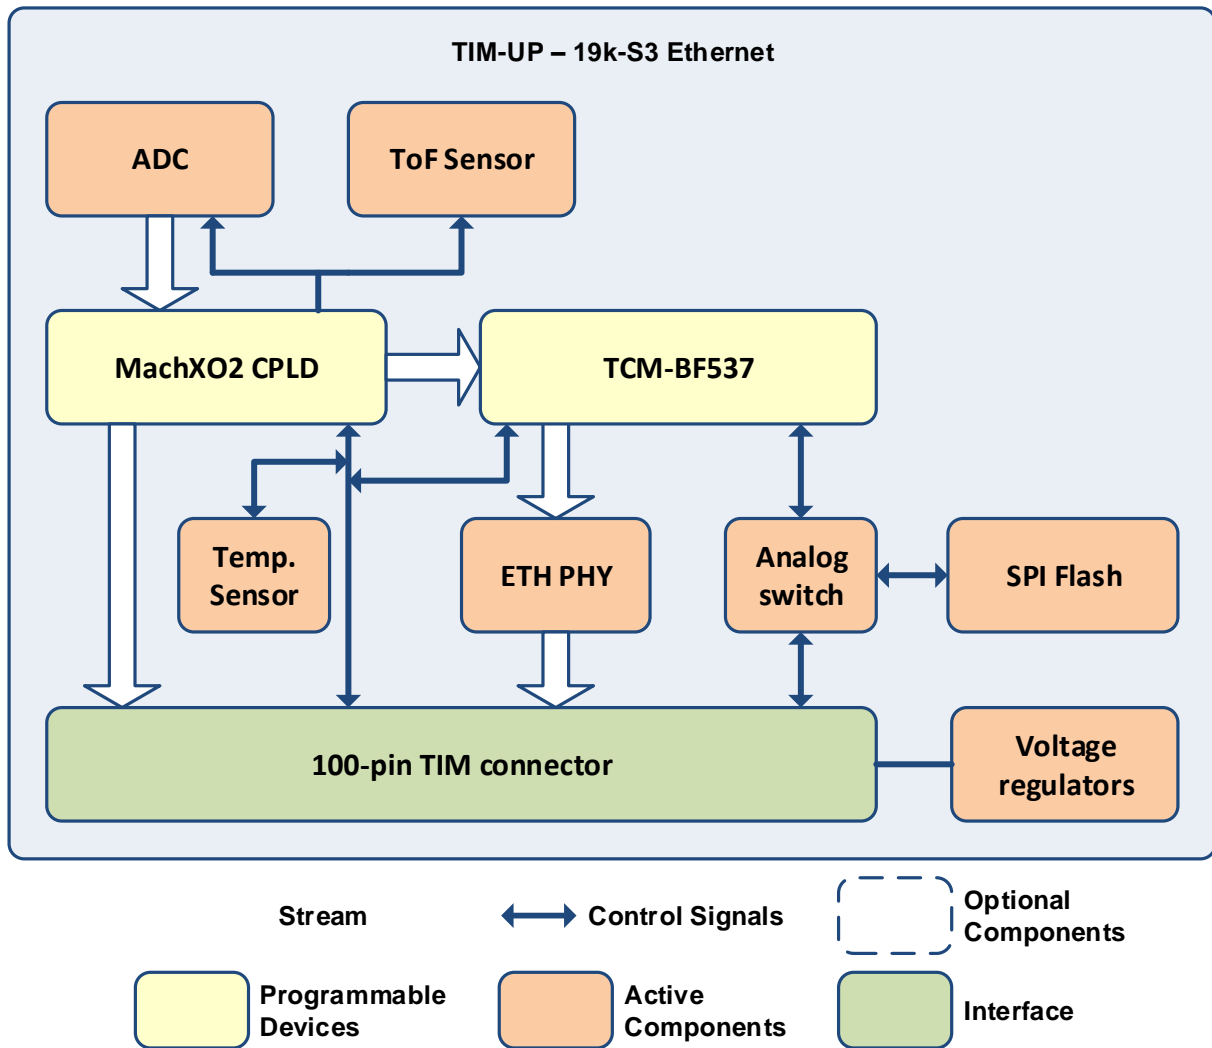 TIM-UP – 19k-S3 Ethernet
ADC
ToF Sensor
MachXO2 CPLD
TCM-BF537
Temp.
Sensor
ETH PHY
Analog
switch
SPI Flash
100-pin TIM connector
Voltage
regulators
Stream
Control Signals
Optional
Components
Programmable
Devices
Active
Components
Interface